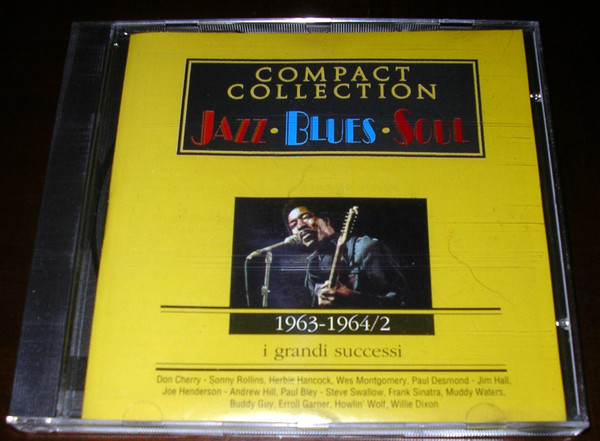 COMPACT
COLLECTION
JAZZ • BLUES • SOUL
1963-1964/2
i grandi successi
Don Cherry - Sonny Rollins, Herbie Hancock, Wes Montgomery, Paul Desmond - Jim Hall,
Joe Henderson - Andrew Hill, Paul Bley - Steve Swallow, Frank Sinatra, Muddy Waters,
Buddy Guy, Erroll Garner, Howlin' Wolf, Willie Dixon